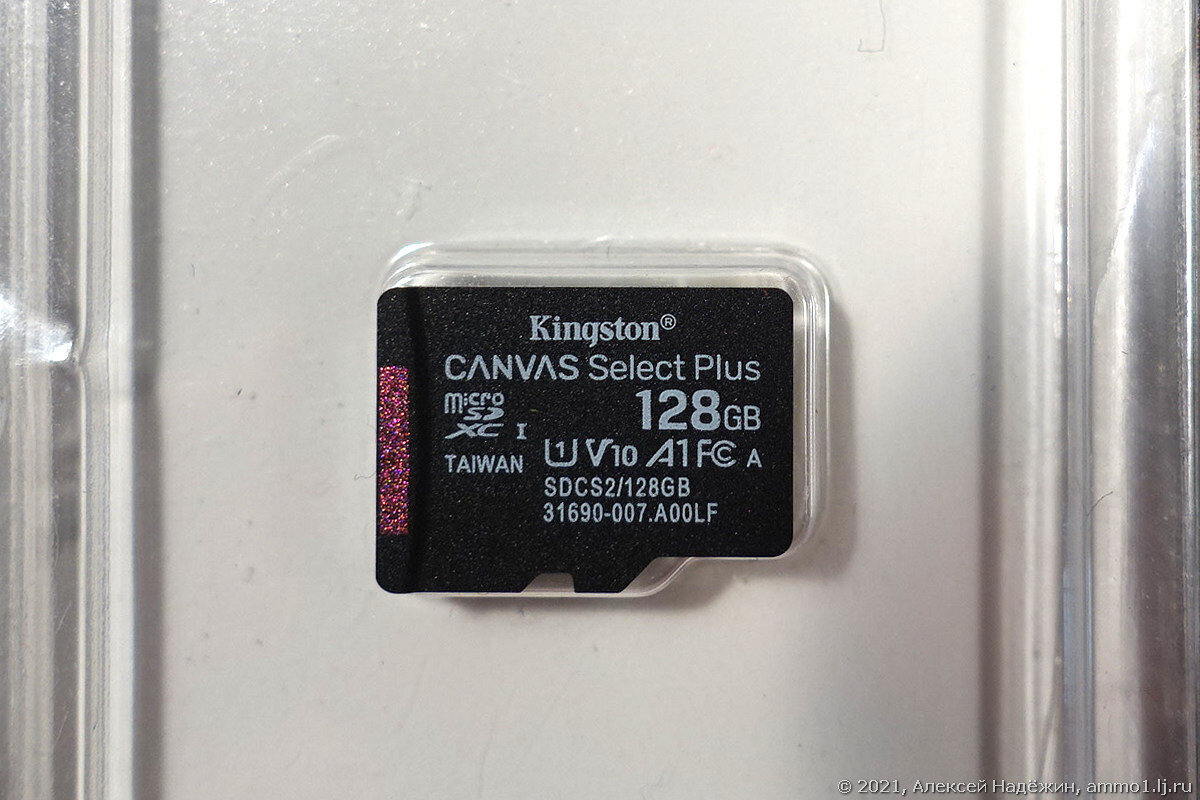 Kingston®
CANVAS Select Plus
micro SD XC I 128GB
TAIWAN U1 V10 A1 FC A
SDCS2/128GB
31690-007.A00LF
© 2021, Алексей Надёжин, ammo1.lj.ru